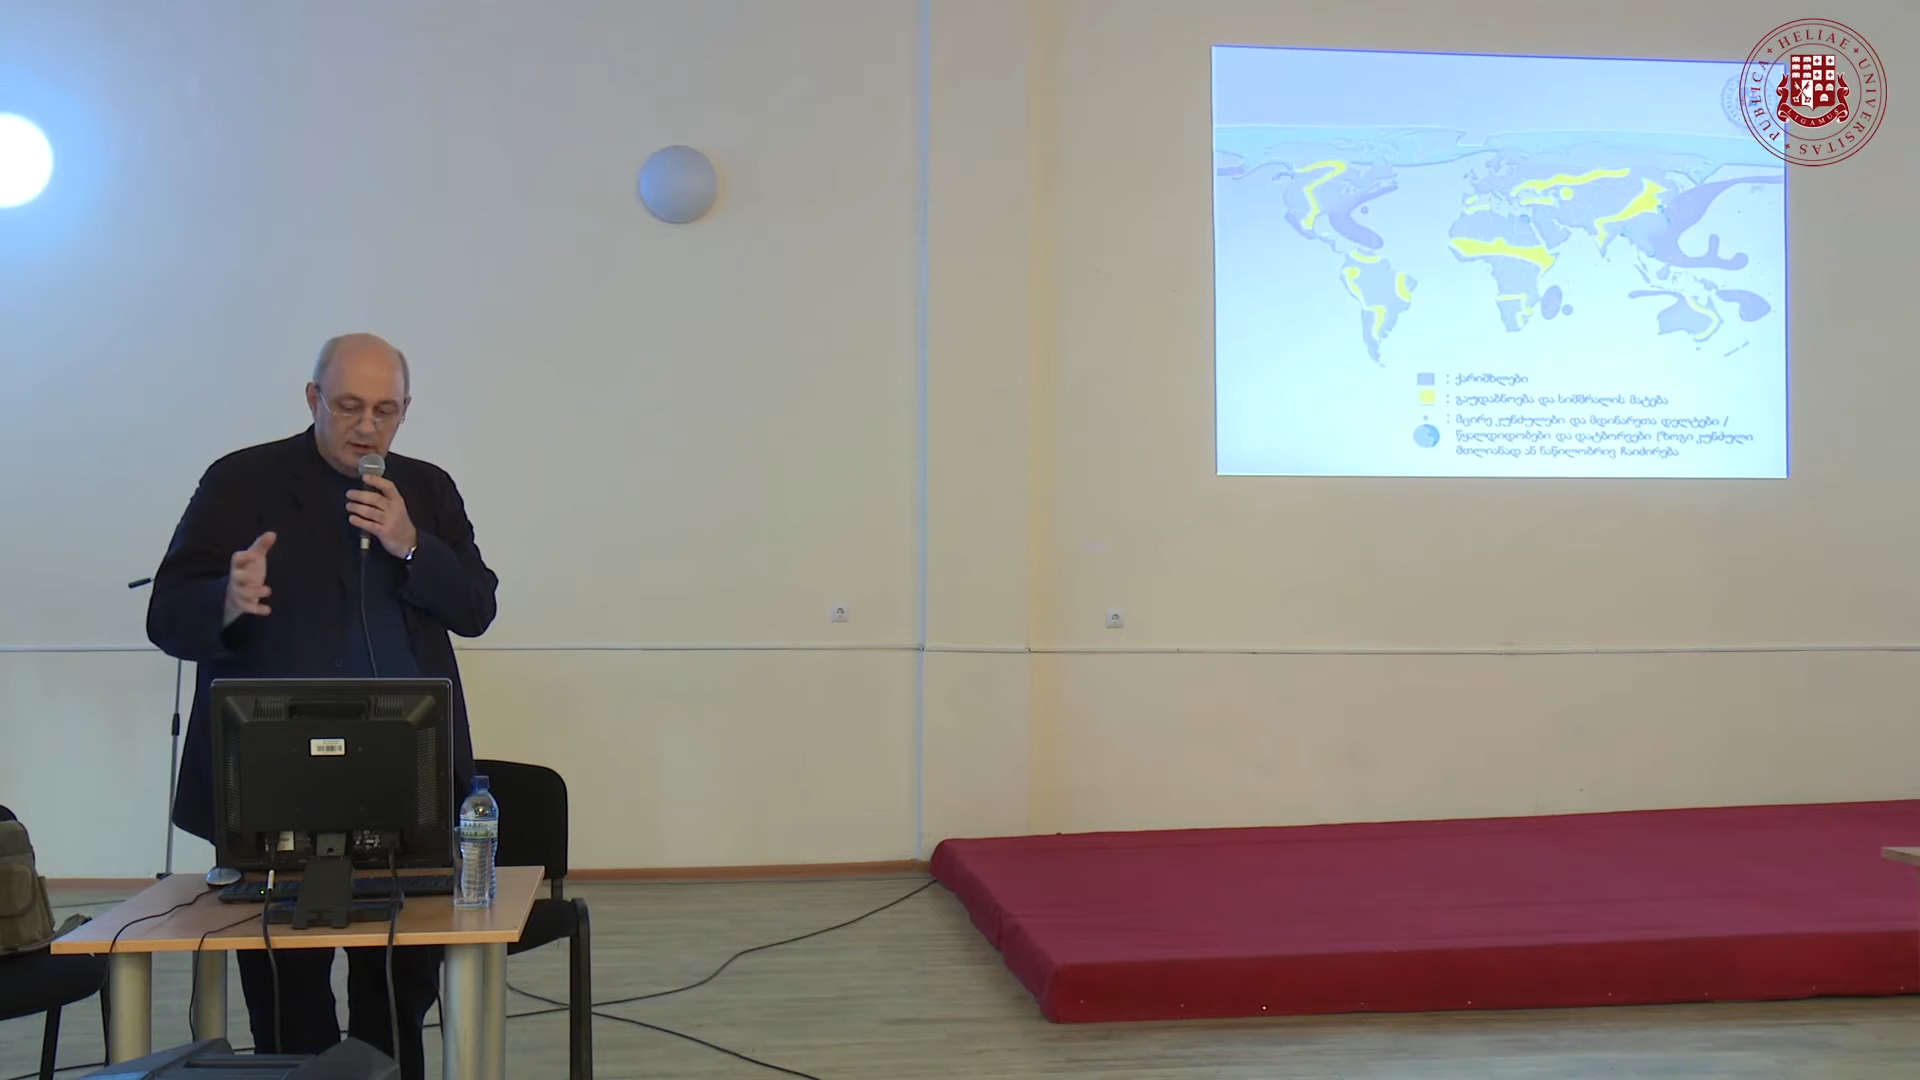 PUBLICA HELIAE UNIVERSITAS
LIGAMUS
: ქარიშხლები
: გაუდაბნოება და სიმშრალის მატება
: მცირე კუნძულები და მდინარეთა დელტები /
წყალდიდობები და დატბორვები (ზოგი კუნძული
მთლიანად ან ნაწილობრივ ჩაიძირება